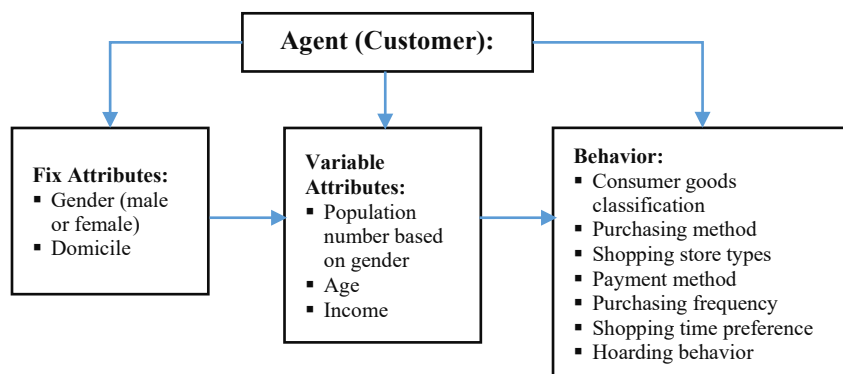 Agent (Customer):
Fix Attributes:
▪ Gender (male
or female)
▪ Domicile
Variable
Attributes:
▪ Population
number based
on gender
▪ Age
▪ Income
Behavior:
▪ Consumer goods
classification
▪ Purchasing method
▪ Shopping store types
▪ Payment method
▪ Purchasing frequency
▪ Shopping time preference
▪ Hoarding behavior